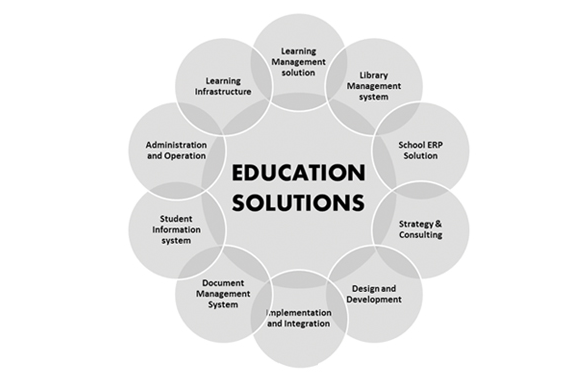 Learning
Management
solution
Library
Management
system
School ERP
Solution
Strategy &
Consulting
Design and
Development
Implementation
and Integration
Document
Management
System
Student
Information
system
Administration
and Operation
Learning
Infrastructure
EDUCATION
SOLUTIONS